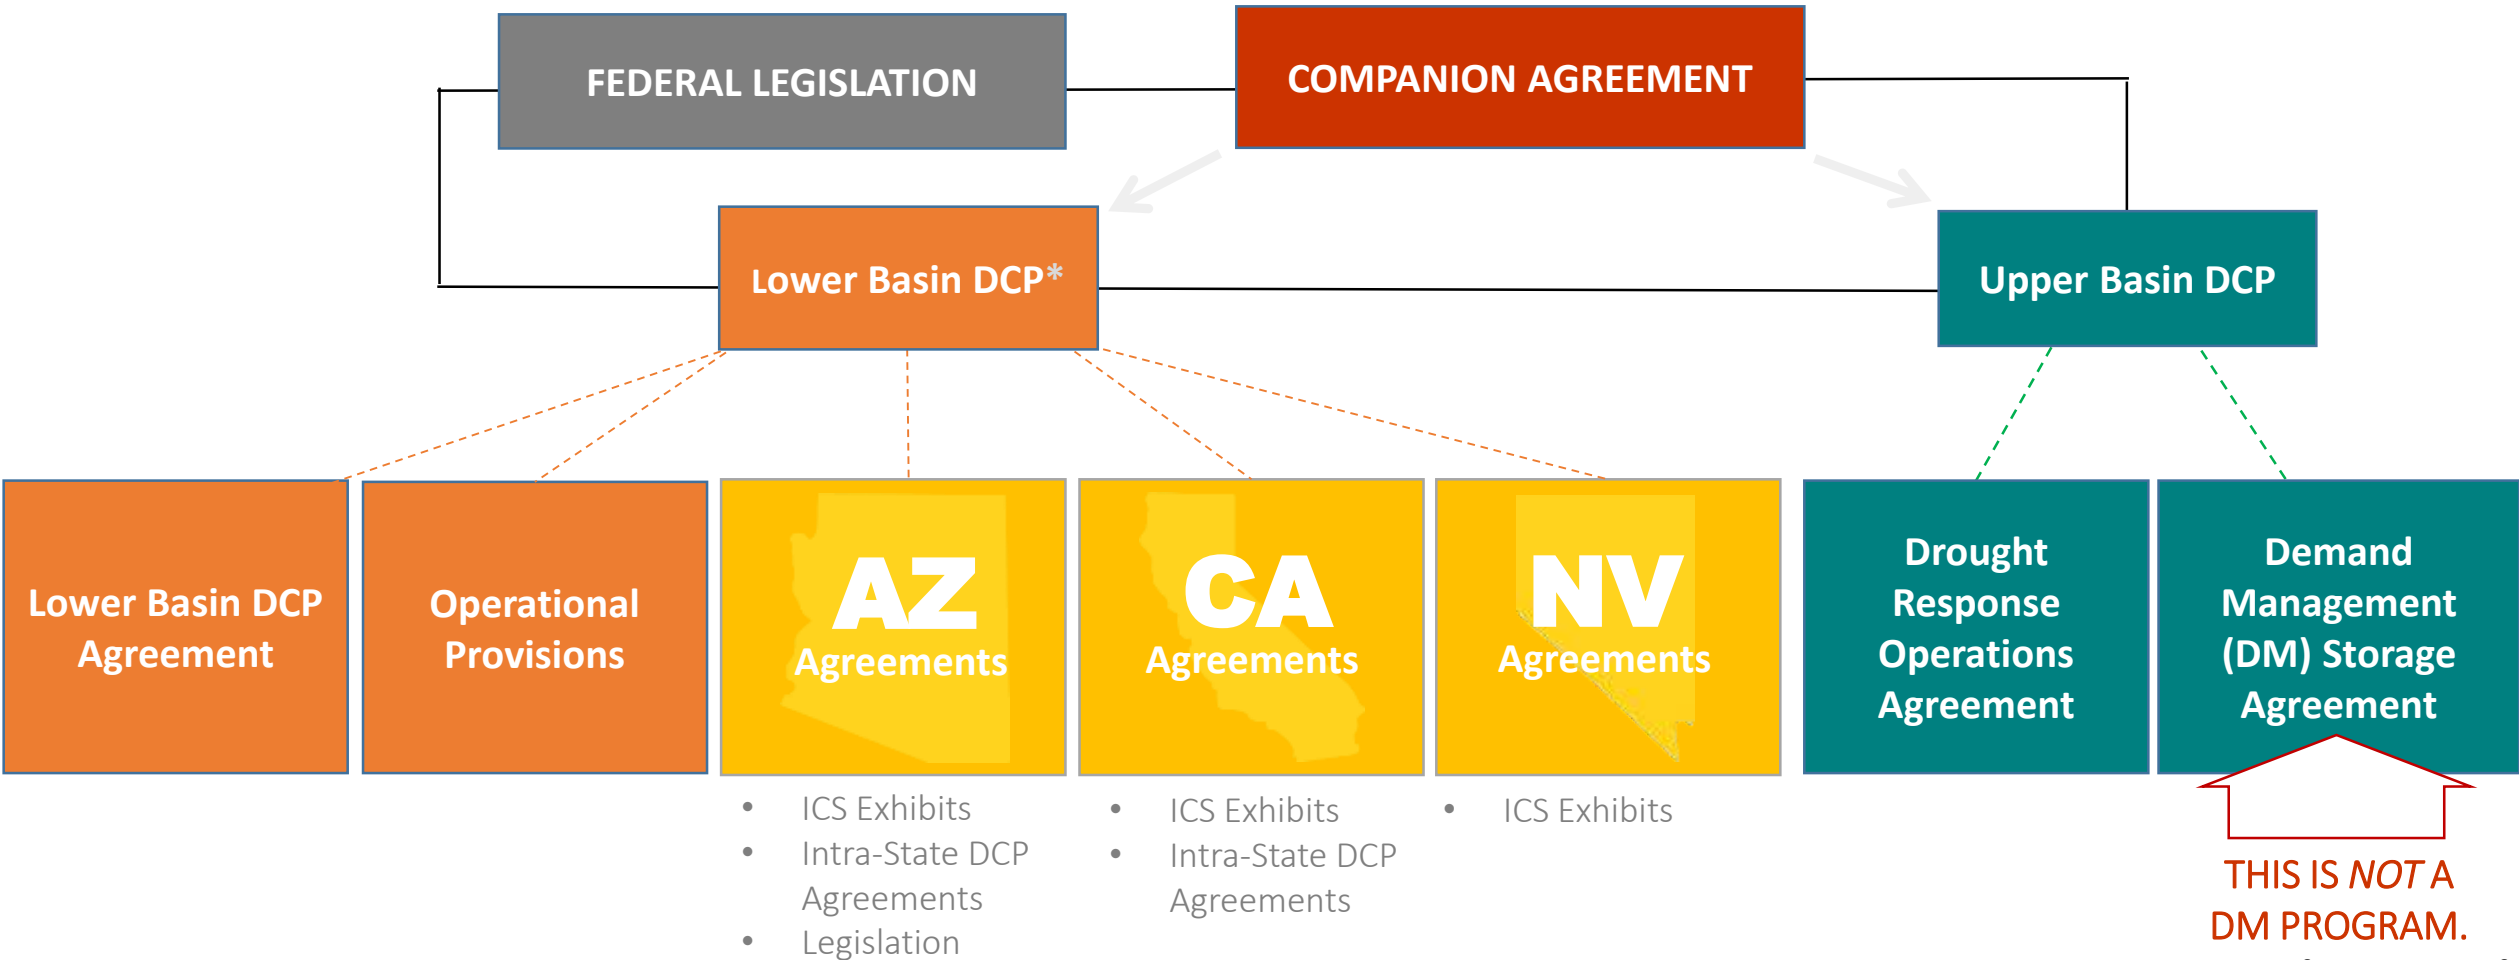 FEDERAL LEGISLATION
COMPANION AGREEMENT
Lower Basin DCP*
Upper Basin DCP
Lower Basin DCP
Agreement
Operational
Provisions
AZ
Agreements
CA
Agreements
NV
Agreements
Drought
Response
Operations
Agreement
Demand
Management
(DM) Storage
Agreement
• ICS Exhibits
• Intra-State DCP
Agreements
• Legislation
• ICS Exhibits
• Intra-State DCP
Agreements
• ICS Exhibits
THIS IS NOT A
DM PROGRAM.